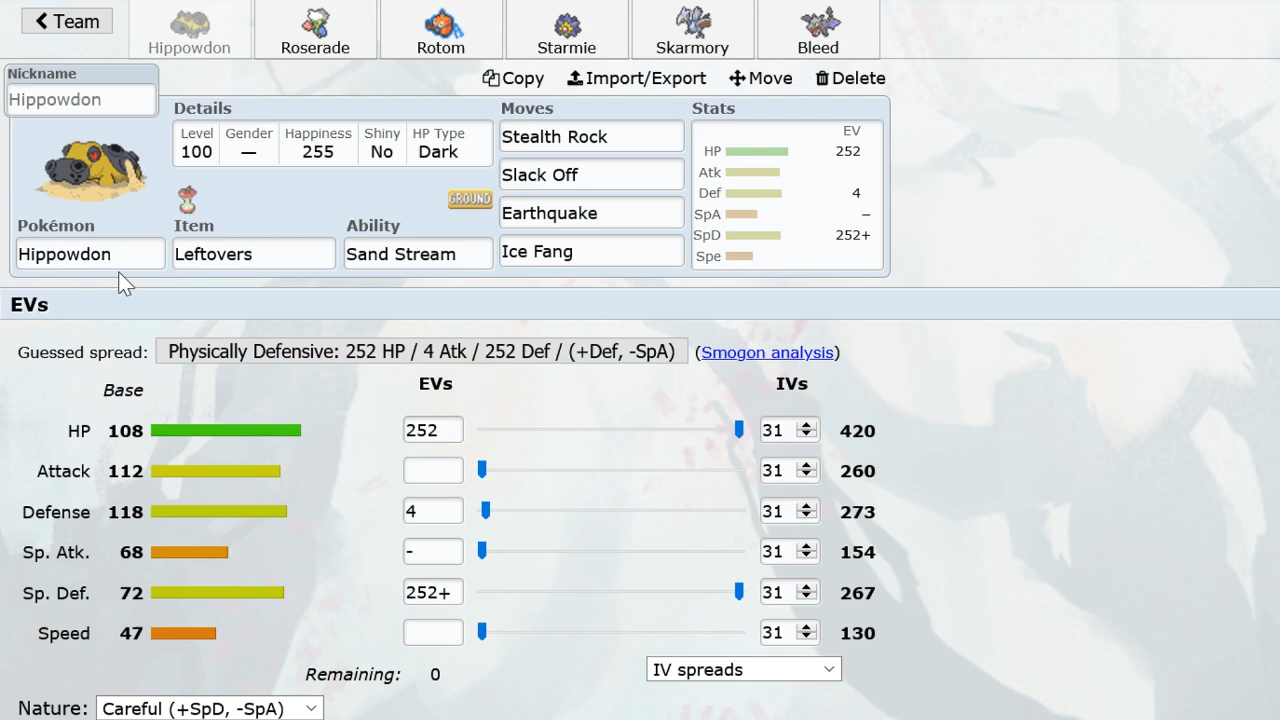 Team
Hippowdon
Roserade
Rotom
Starmie
Skarmory
Bleed
Nickname
Hippowdon
Copy
Import/Export
Move
Delete
Details
Level Gender Happiness Shiny HP Type
100 — 255 No Dark
GROUND
Pokémon
Hippowdon
Item
Leftovers
Ability
Sand Stream
Moves
Stealth Rock
Slack Off
Earthquake
Ice Fang
Stats
EV
HP 252
Atk
Def 4
SpA –
SpD 252+
Spe
EVs
Guessed spread: Physically Defensive: 252 HP / 4 Atk / 252 Def / (+Def, -SpA) (Smogon analysis)
Base EVs IVs
HP 108 252 31 420
Attack 112 31 260
Defense 118 4 31 273
Sp. Atk. 68 - 31 154
Sp. Def. 72 252+ 31 267
Speed 47 31 130
Remaining: 0 IV spreads
Nature: Careful (+SpD, -SpA)